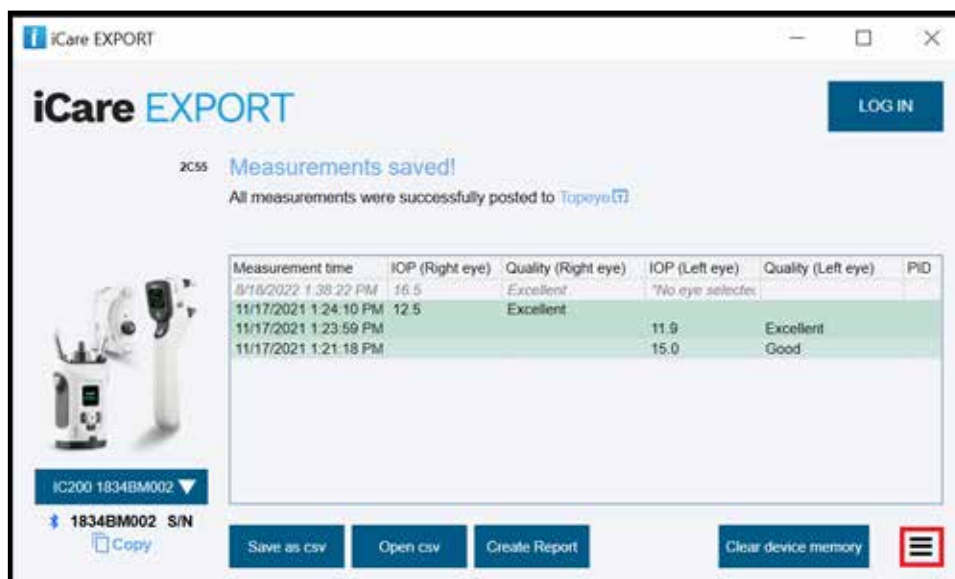 iCare EXPORT
iCare EXPORT
LOG IN
2C55
Measurements saved!
All measurements were successfully posted to Topeye
Measurement time IOP (Right eye) Quality (Right eye) IOP (Left eye) Quality (Left eye) PID
8/18/2022 1:38:22 PM 16.5 Excellent "No eye selected
11/17/2021 1:24:10 PM 12.5 Excellent
11/17/2021 1:23:59 PM 11.9 Excellent
11/17/2021 1:21:18 PM 15.0 Good
IC200 1834BM002
1834BM002 S/N
Copy
Save as csv
Open csv
Create Report
Clear device memory